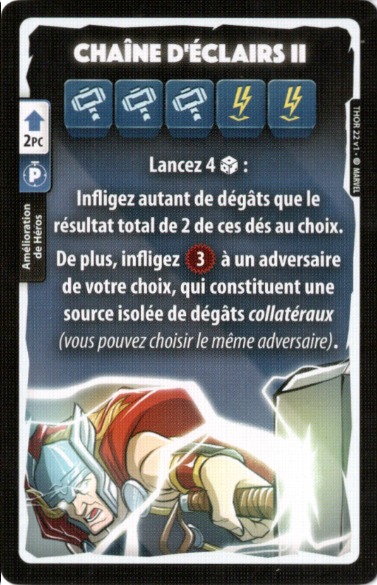 CHAÎNE D'ÉCLAIRS II
2PC
P
Amélioration
de Héros
THOR 22 v1 • © MARVEL
Lancez 4 :
Infligez autant de dégâts que le
résultat total de 2 de ces dés au choix.
De plus, infligez 3 à un adversaire
de votre choix, qui constituent une
source isolée de dégâts collatéraux
(vous pouvez choisir le même adversaire).